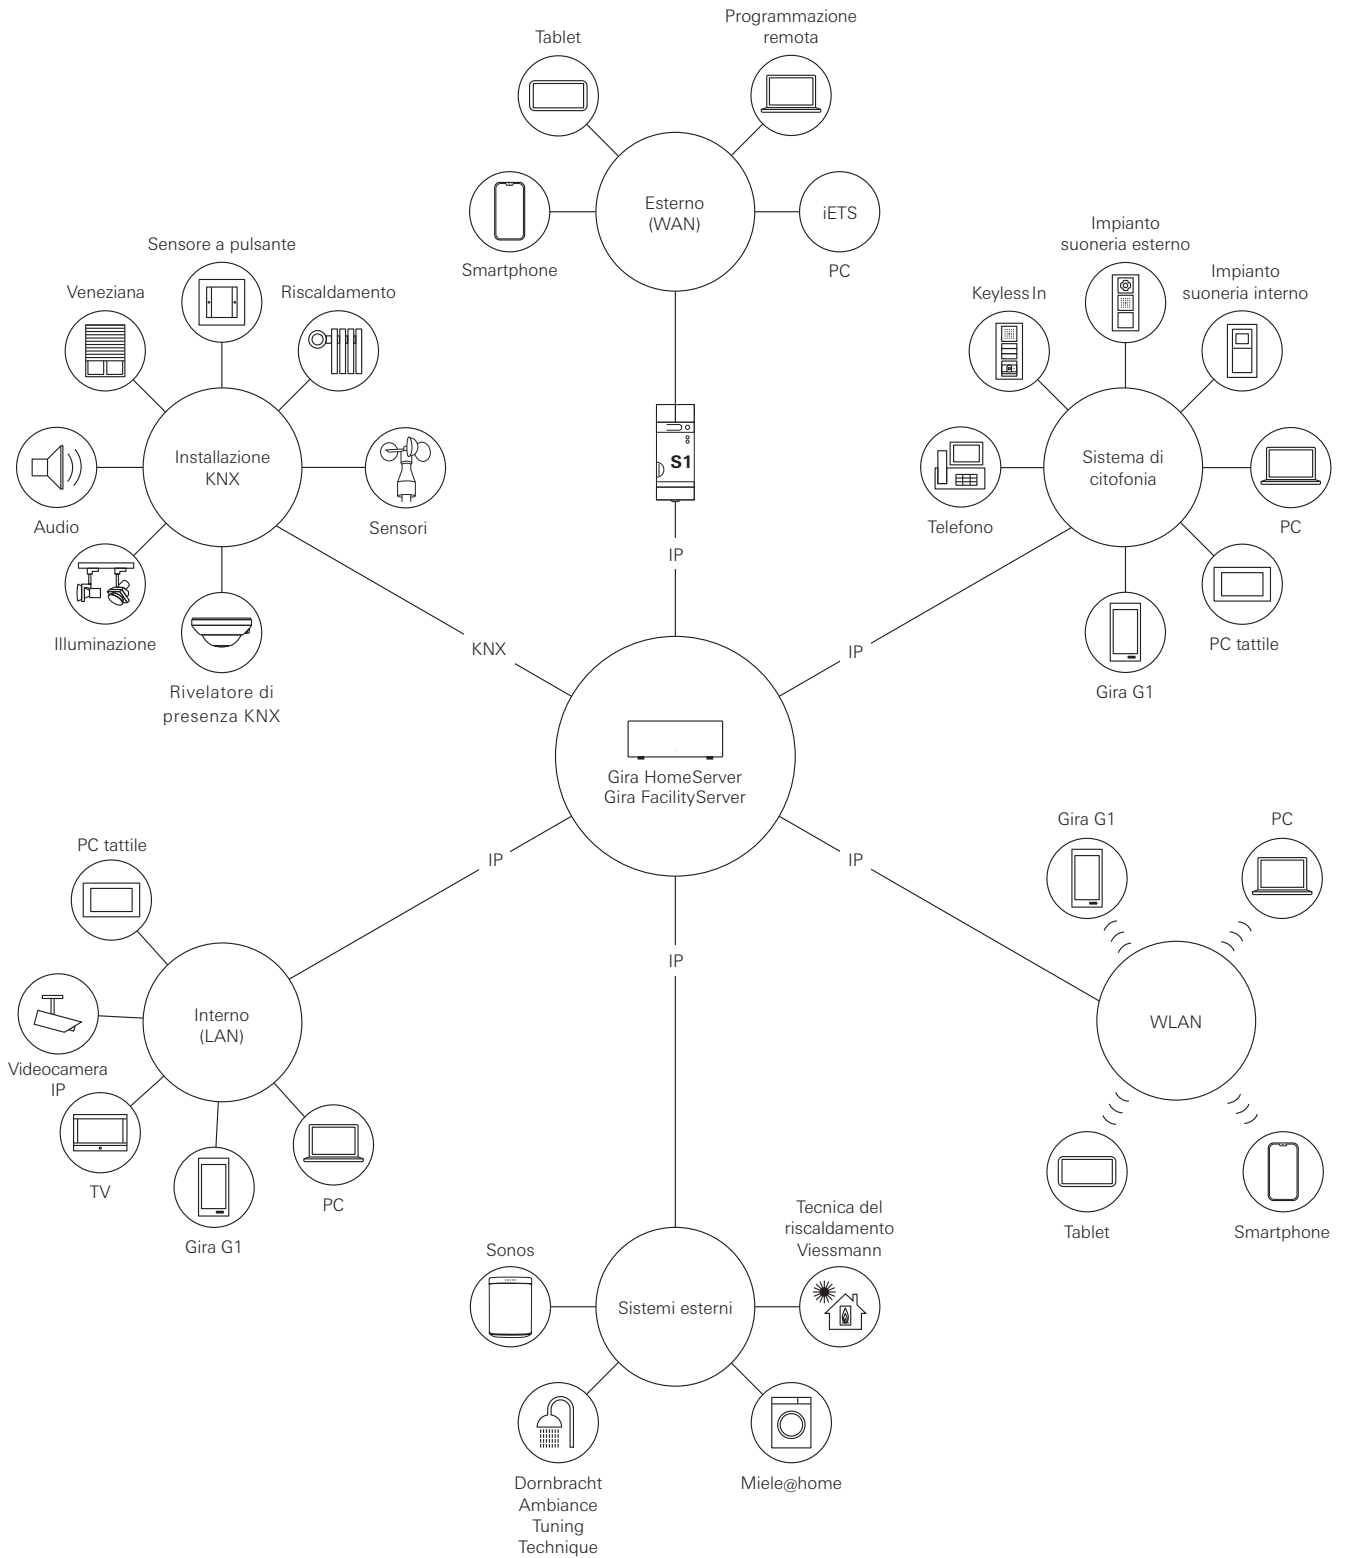 Programmazione
remota
Tablet
Esterno
(WAN)
iETS
Smartphone
PC
S1
IP
Sensore a pulsante
Veneziana
Riscaldamento
Installazione
KNX
Audio
Sensori
Illuminazione
Rivelatore di
presenza KNX
KNX
Impianto
suoneria esterno
Impianto
suoneria interno
Keyless In
Sistema di
citofonia
Telefono
PC
PC tattile
Gira G1
IP
Gira HomeServer
Gira FacilityServer
PC tattile
IP
Interno
(LAN)
Videocamera
IP
TV
PC
Gira G1
IP
Gira G1
PC
WLAN
Tablet
Smartphone
IP
Tecnica del
riscaldamento
Viessmann
Sonos
Sistemi esterni
Dornbracht
Ambiance
Tuning
Technique
Miele@home